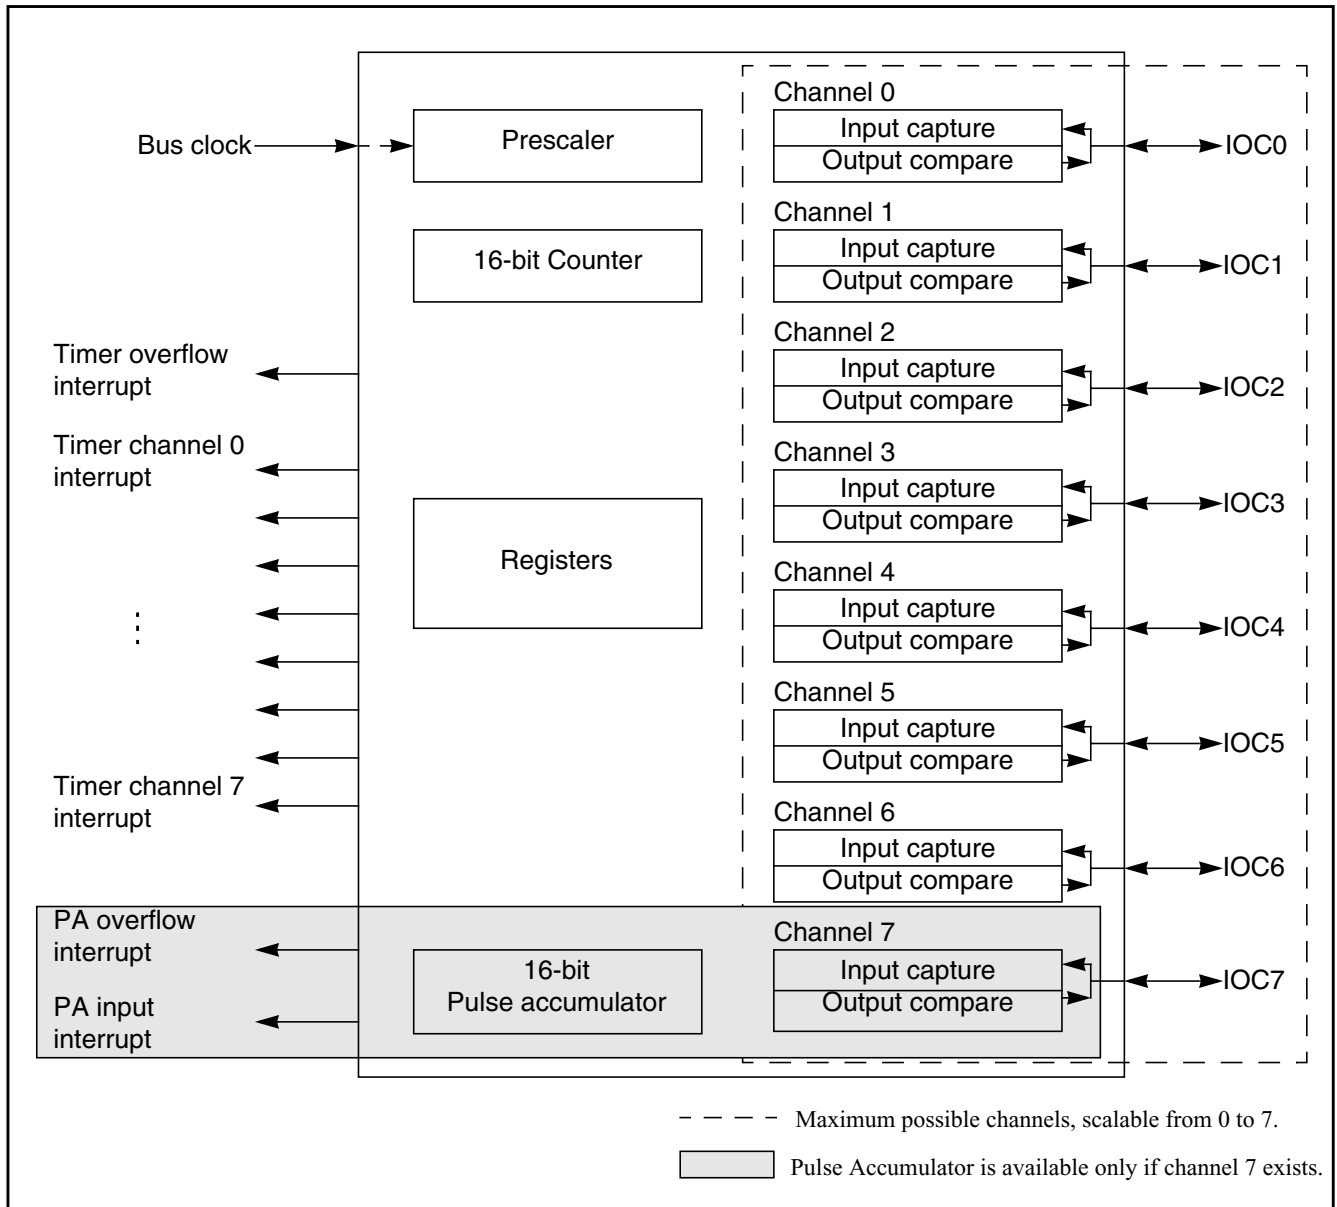 Bus clock
Prescaler
16-bit Counter
Timer overflow
interrupt
Timer channel 0
interrupt
Registers
Timer channel 7
interrupt
PA overflow
interrupt
PA input
interrupt
16-bit
Pulse accumulator
Channel 0
Input capture
Output compare
IOC0
Channel 1
Input capture
Output compare
IOC1
Channel 2
Input capture
Output compare
IOC2
Channel 3
Input capture
Output compare
IOC3
Channel 4
Input capture
Output compare
IOC4
Channel 5
Input capture
Output compare
IOC5
Channel 6
Input capture
Output compare
IOC6
Channel 7
Input capture
Output compare
IOC7
Maximum possible channels, scalable from 0 to 7.
Pulse Accumulator is available only if channel 7 exists.